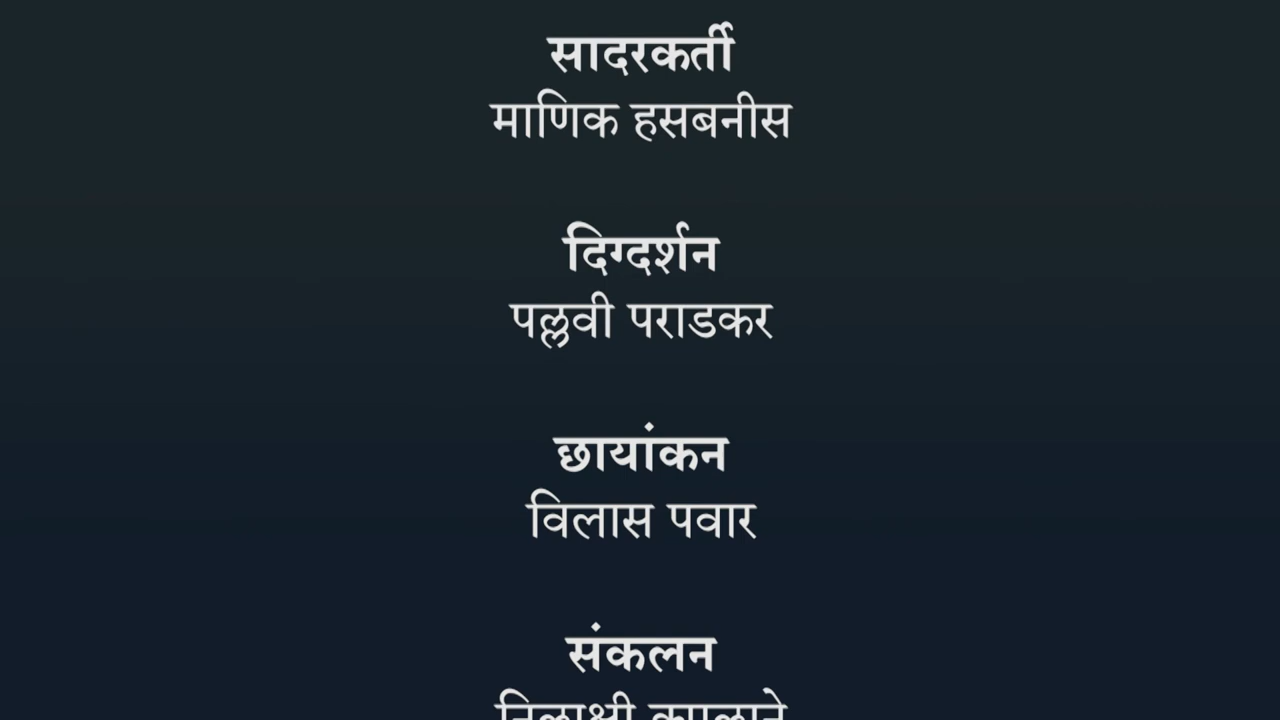 सादरकर्ती
माणिक हसबनीस
दिग्दर्शन
पल्लवी पराडकर
छायांकन
विलास पवार
संकलन